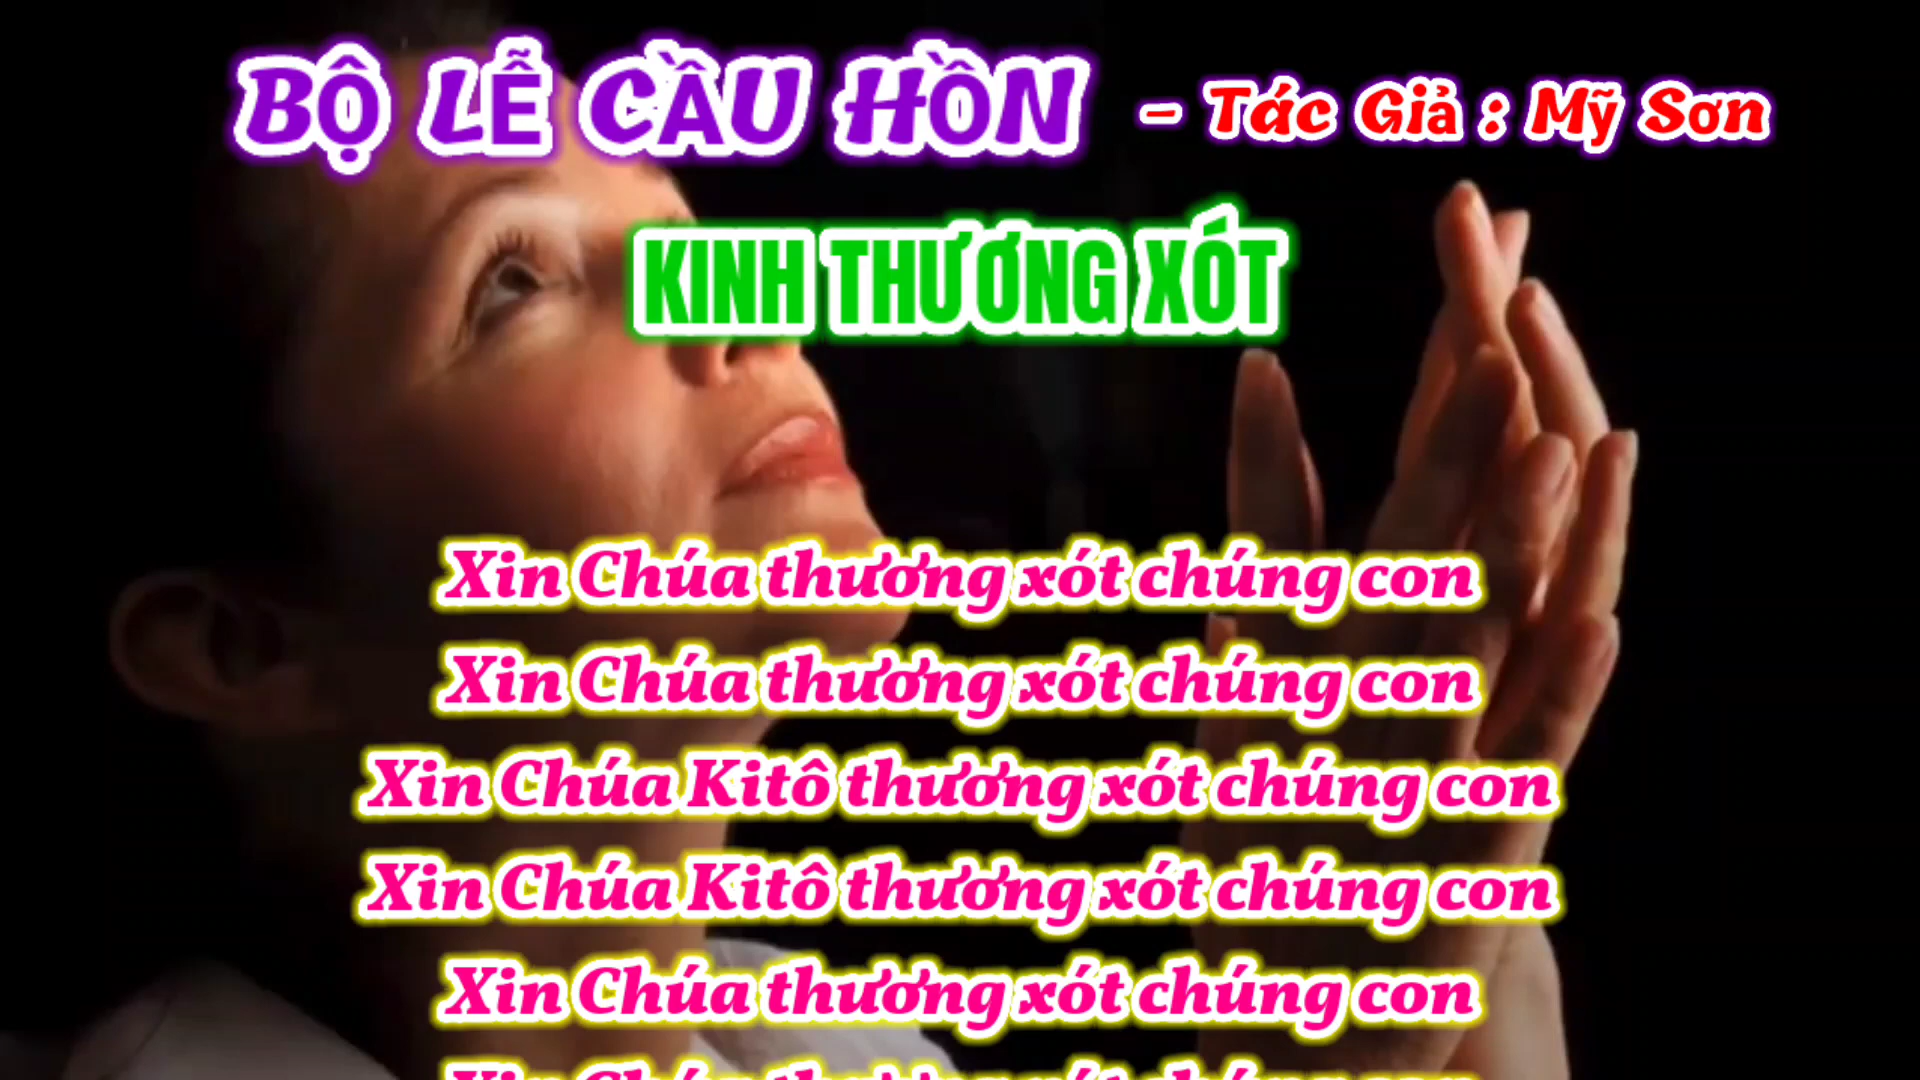 BỘ LỄ CẦU HỒN - Tác Giả : Mỹ Sơn
KINH THƯƠNG XÓT
Xin Chúa thương xót chúng con
Xin Chúa thương xót chúng con
Xin Chúa Kitô thương xót chúng con
Xin Chúa Kitô thương xót chúng con
Xin Chúa thương xót chúng con